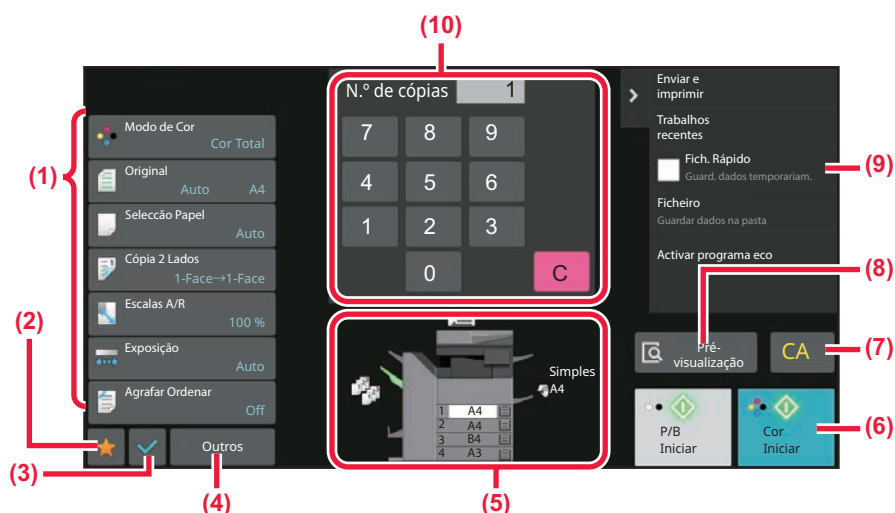 (10)
N.º de cópias 1
7 8 9
4 5 6
1 2 3
0 C
(1)
Modo de Cor
Cor Total
Original
Auto A4
Selecção Papel
Auto
Cópia 2 Lados
1-Face→1-Face
Escalas A/R
100 %
Exposição
Auto
Agrafar Ordenar
Off
(2)
(3)
Outros
(4)
Simples
A4
1 A4
2 A4
3 B4
4 A3
(5)
Enviar e
imprimir
Trabalhos
recentes
Fich. Rápido
Guard. dados temporariam.
(9)
Ficheiro
Guardar dados na pasta
Activar programa eco
(8)
Pré-
visualização
CA
(7)
P/B
Iniciar
Cor
Iniciar
(6)